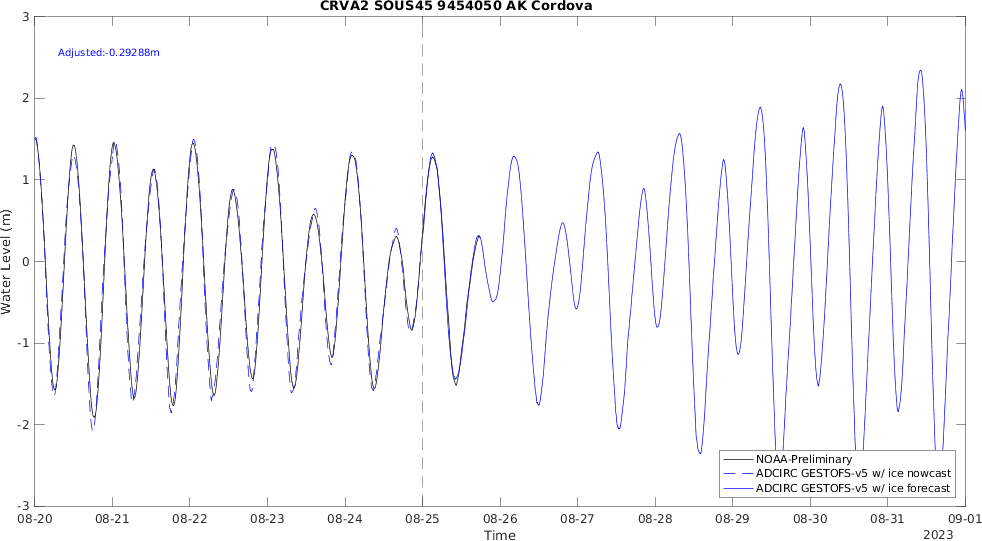 CRVA2 SOUS45 9454050 AK Cordova
Adjusted:-0.29288m
3
2
1
0
-1
-2
-3
Water Level (m)
NOAA-Preliminary
ADCIRC GESTOFS-v5 w/ ice nowcast
ADCIRC GESTOFS-v5 w/ ice forecast
08-20 08-21 08-22 08-23 08-24 08-25 08-26 08-27 08-28 08-29 08-30 08-31 09-01
Time
2023